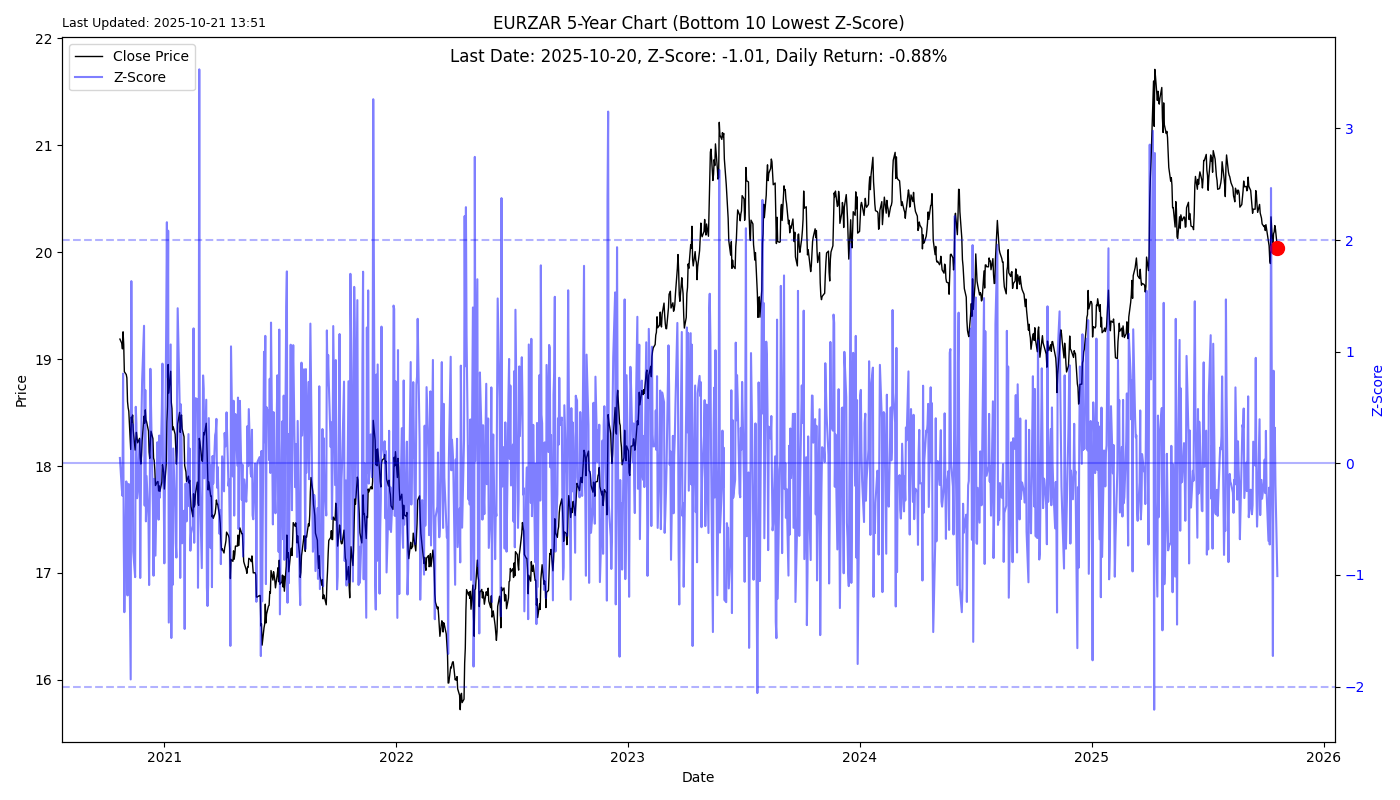 Last Updated: 2025-10-21 13:51
EURZAR 5-Year Chart (Bottom 10 Lowest Z-Score)
Last Date: 2025-10-20, Z-Score: -1.01, Daily Return: -0.88%
Close Price
Z-Score
22
21
20
19
18
17
16
Price
3
2
1
0
−1
−2
Z-Score
2021
2022
2023
2024
2025
2026
Date